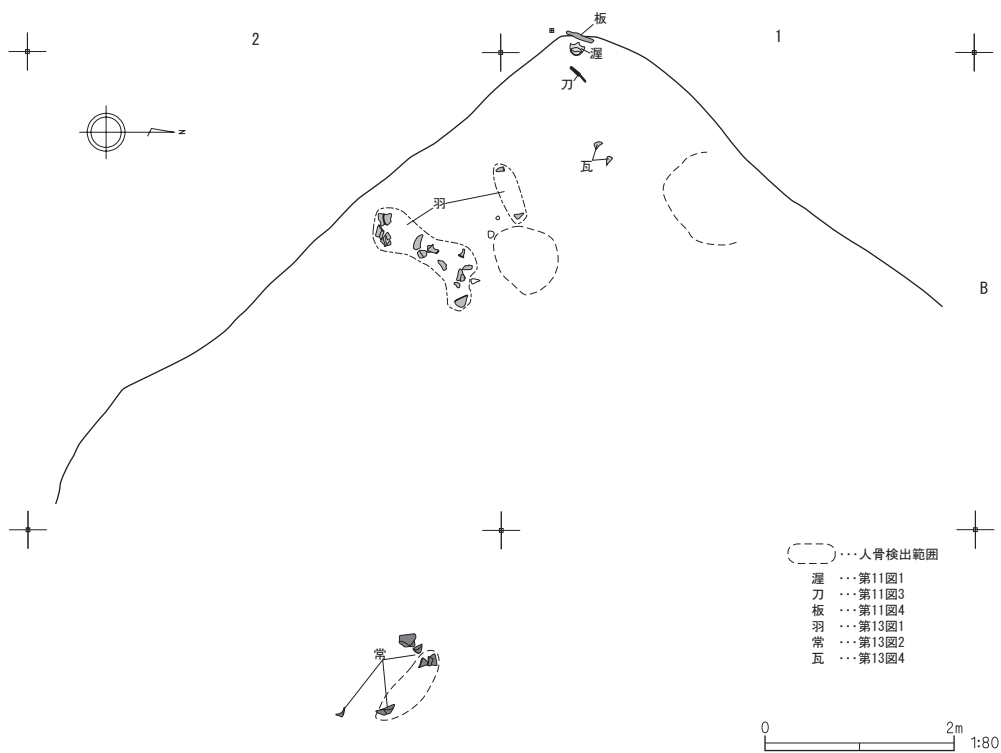 板
2
1
渥
刀
N
瓦
羽
B
･･･人骨検出範囲
渥 ･･･第11図1
刀 ･･･第11図3
板 ･･･第11図4
羽 ･･･第13図1
常 ･･･第13図2
瓦 ･･･第13図4
常
0 2m
1:80